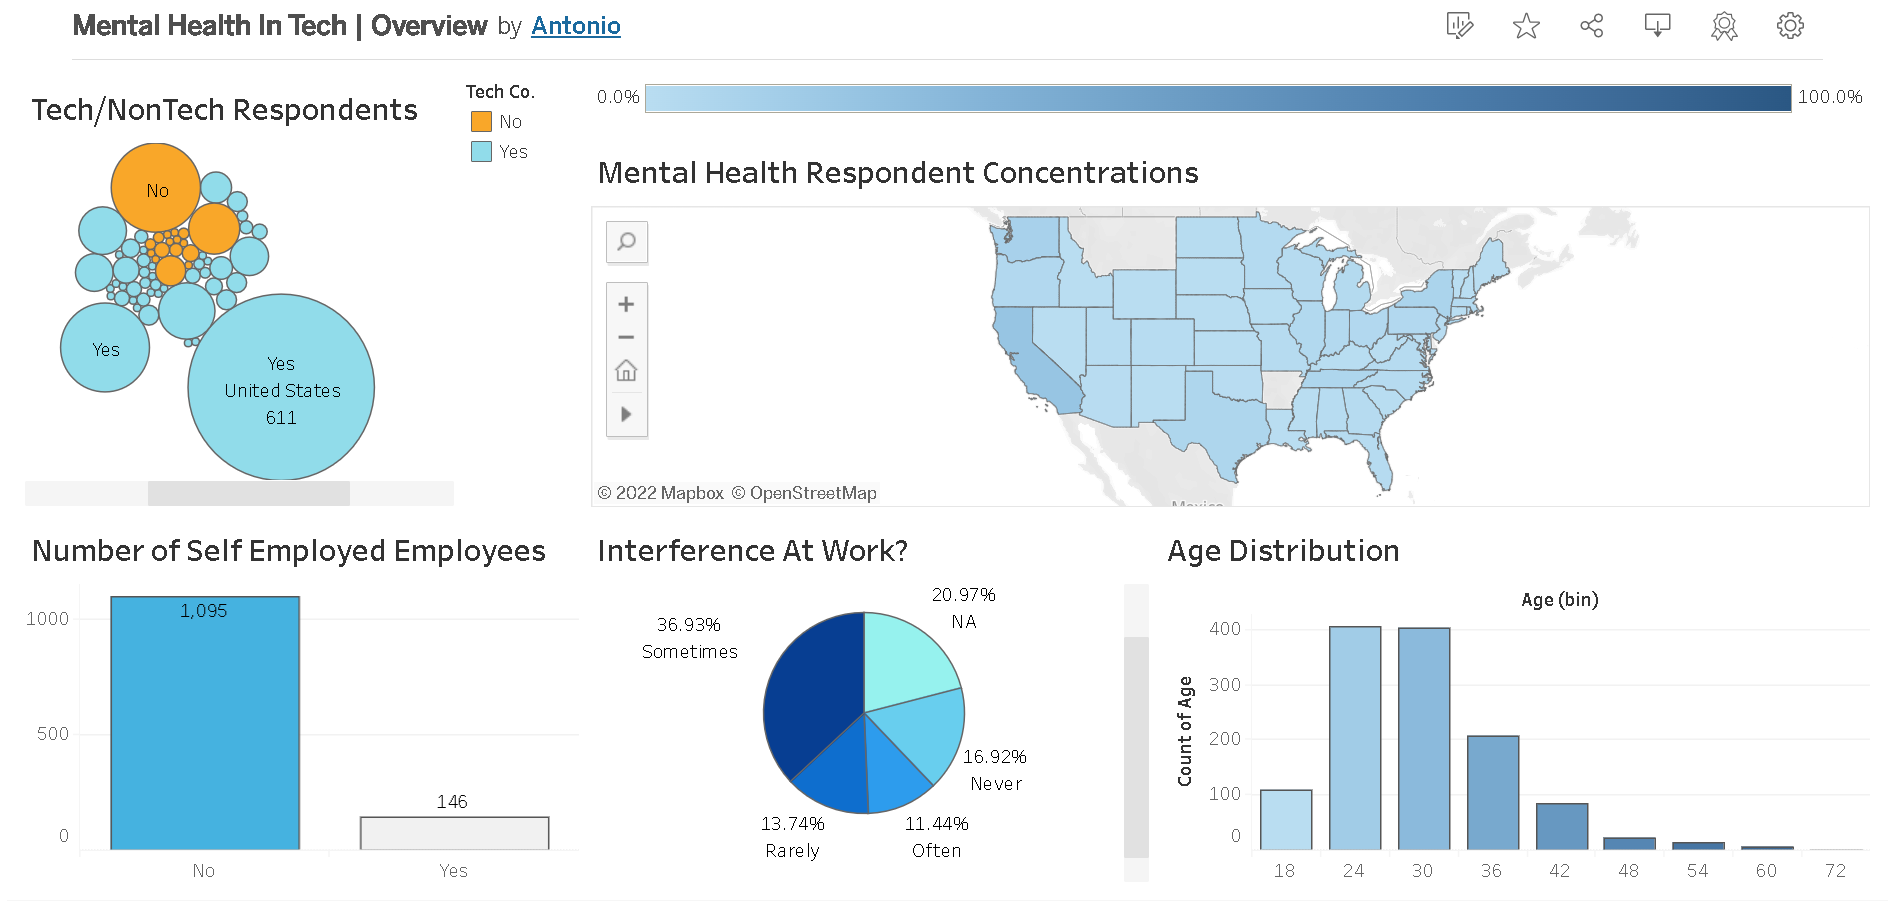 Mental Health In Tech | Overview by Antonio
Tech/NonTech Respondents
Tech Co.
No
Yes
No
Yes
Yes
United States
611
0.0%
100.0%
Mental Health Respondent Concentrations
© 2022 Mapbox © OpenStreetMap
Mexico
Number of Self Employed Employees
1000
500
0
1,095
146
No
Yes
Interference At Work?
20.97%
NA
36.93%
Sometimes
16.92%
Never
13.74%
Rarely
11.44%
Often
Age Distribution
Age (bin)
Count of Age
400
300
200
100
0
18
24
30
36
42
48
54
60
72